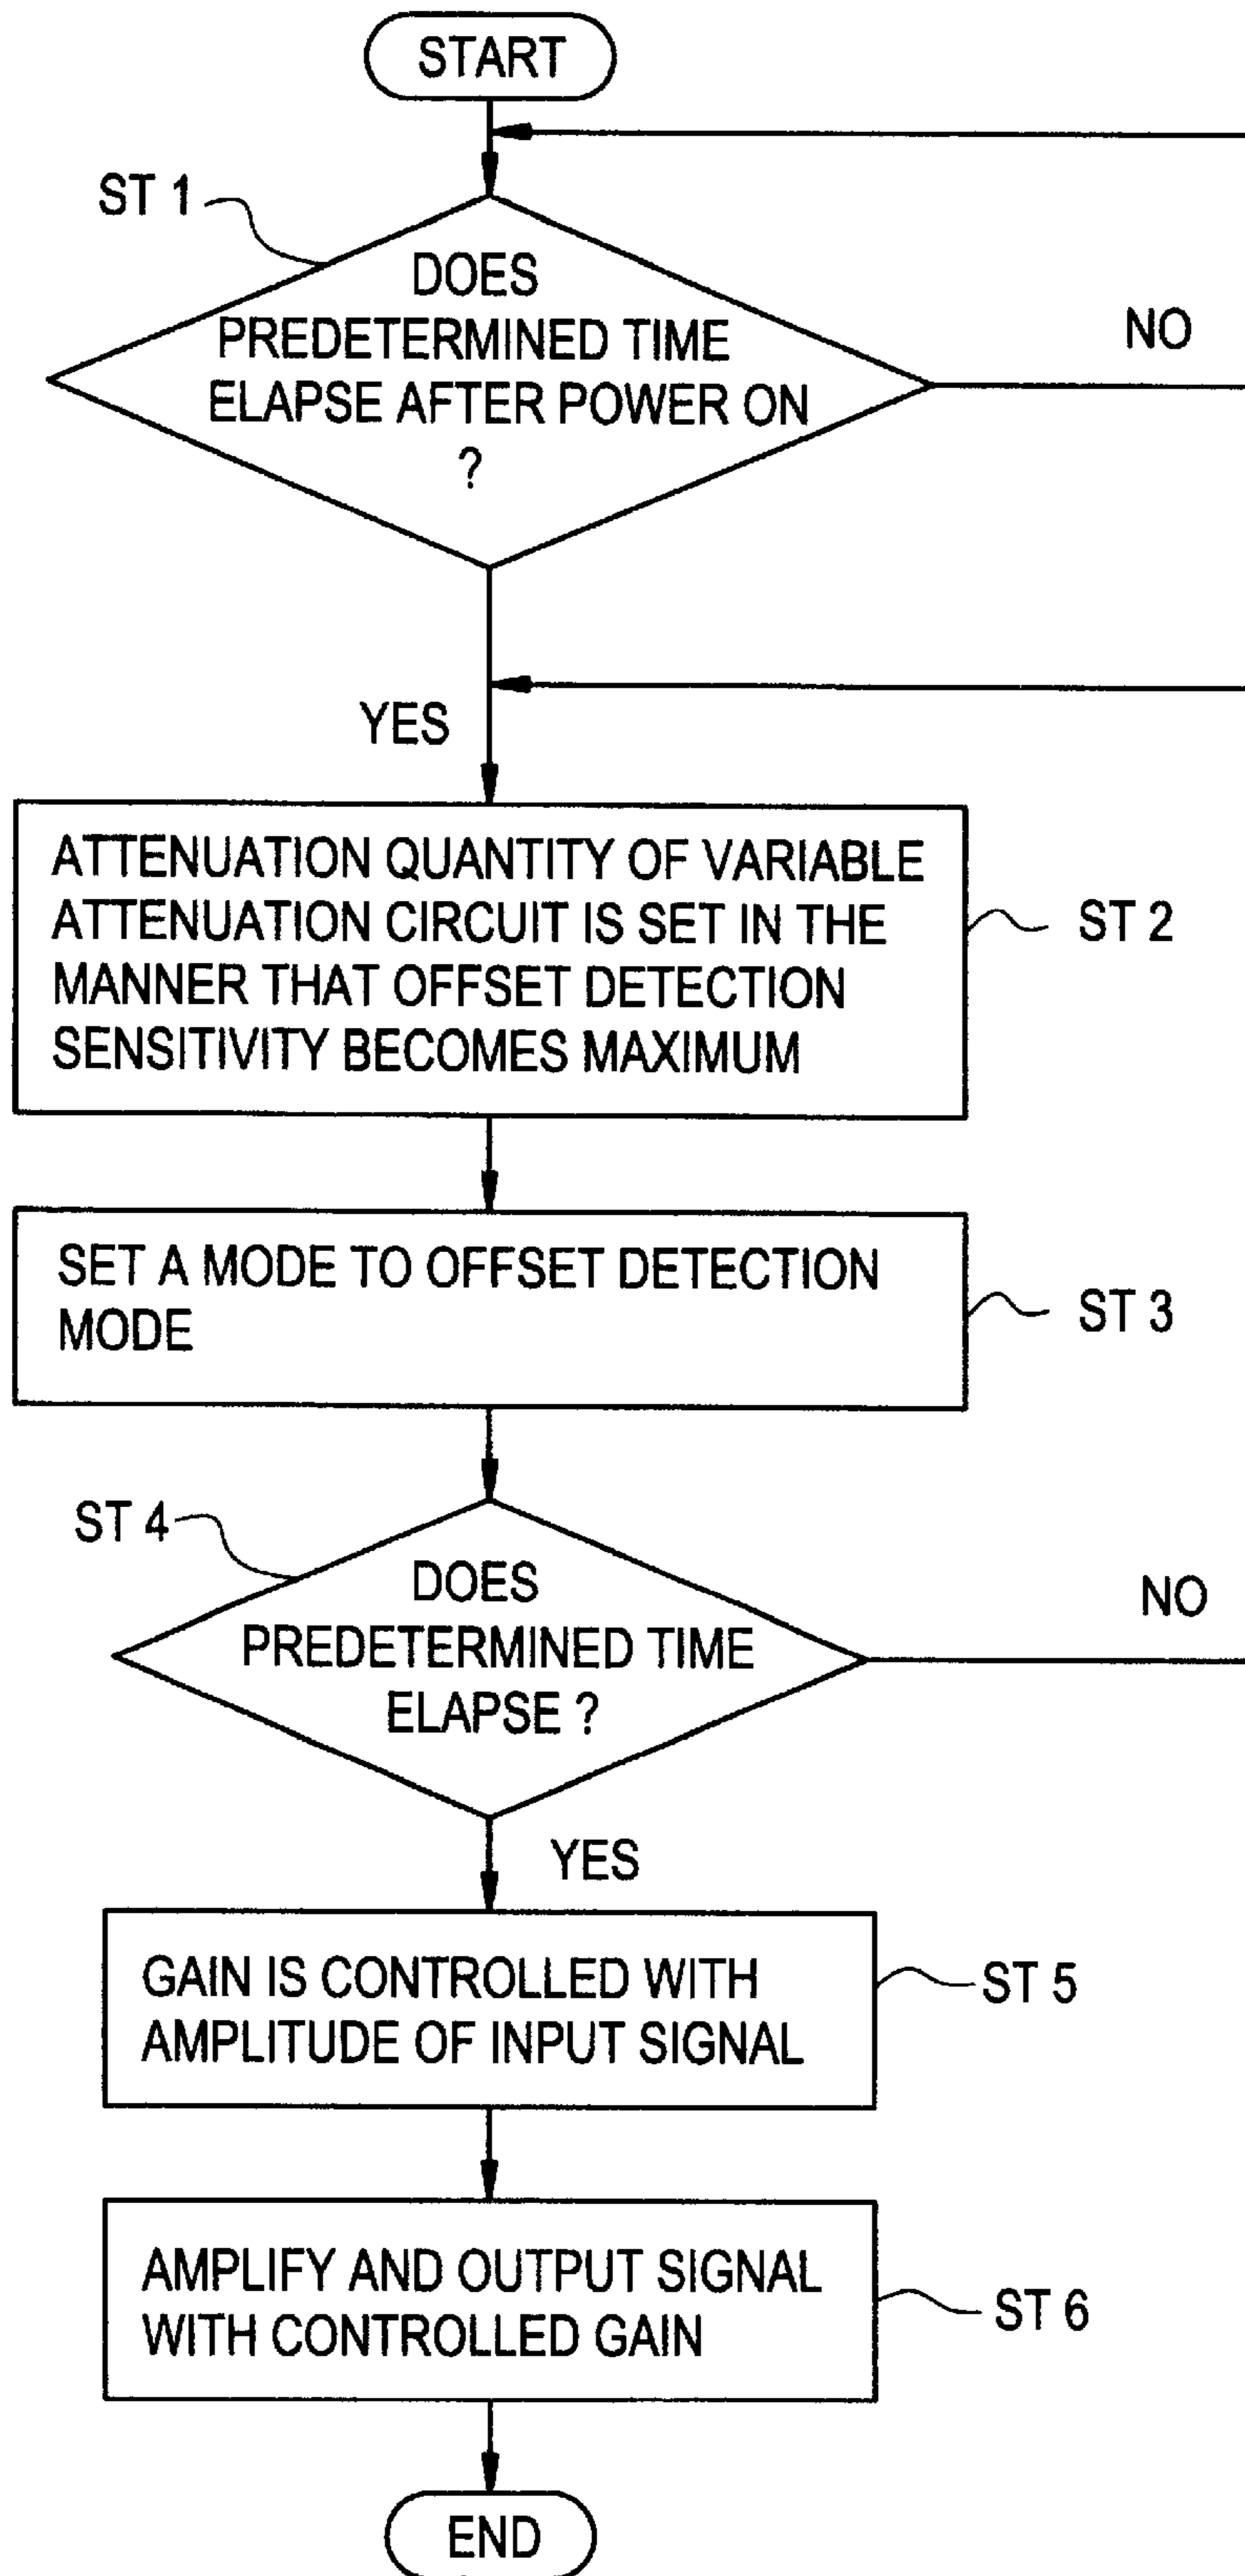 START
ST 1
DOES
PREDETERMINED TIME
ELAPSE AFTER POWER ON
?
NO
YES
ATTENUATION QUANTITY OF VARIABLE
ATTENUATION CIRCUIT IS SET IN THE
MANNER THAT OFFSET DETECTION
SENSITIVITY BECOMES MAXIMUM
ST 2
SET A MODE TO OFFSET DETECTION
MODE
ST 3
ST 4
DOES
PREDETERMINED TIME
ELAPSE ?
NO
YES
GAIN IS CONTROLLED WITH
AMPLITUDE OF INPUT SIGNAL
ST 5
AMPLIFY AND OUTPUT SIGNAL
WITH CONTROLLED GAIN
ST 6
END